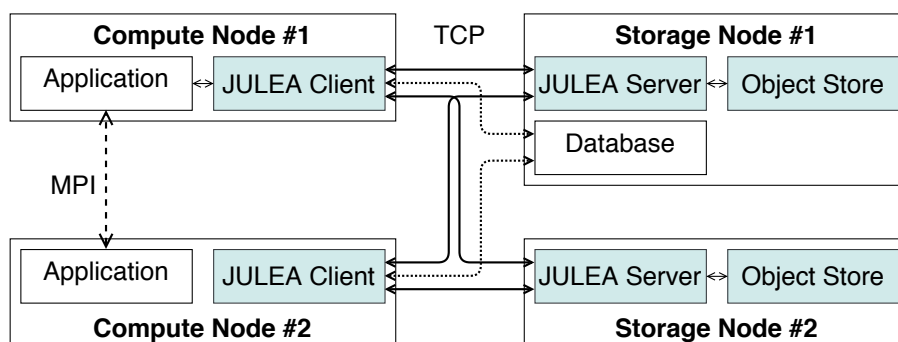 Compute Node #1
TCP
Storage Node #1
Application
JULEA Client
JULEA Server
Object Store
Database
MPI
Application
JULEA Client
JULEA Server
Object Store
Compute Node #2
Storage Node #2